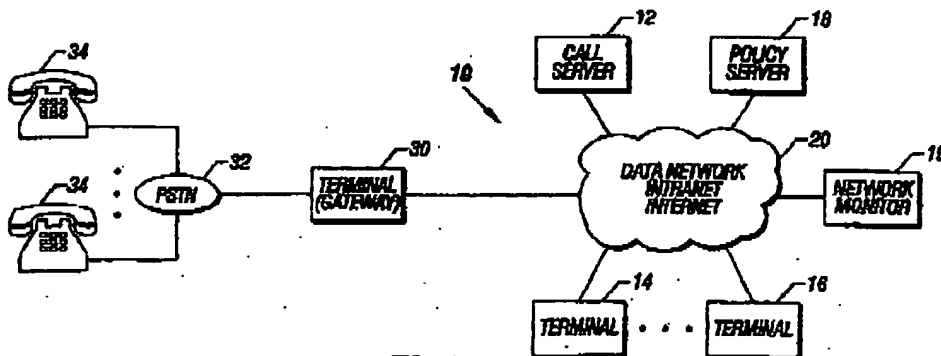 34
12
CALL
SERVER
18
POLICY
SERVER
10
20
34
32
PSTN
30
TERMINAL
(GATEWAY)
DATA NETWORK
INTRANET
INTERNET
19
NETWORK
MONITOR
14
TERMINAL
16
TERMINAL